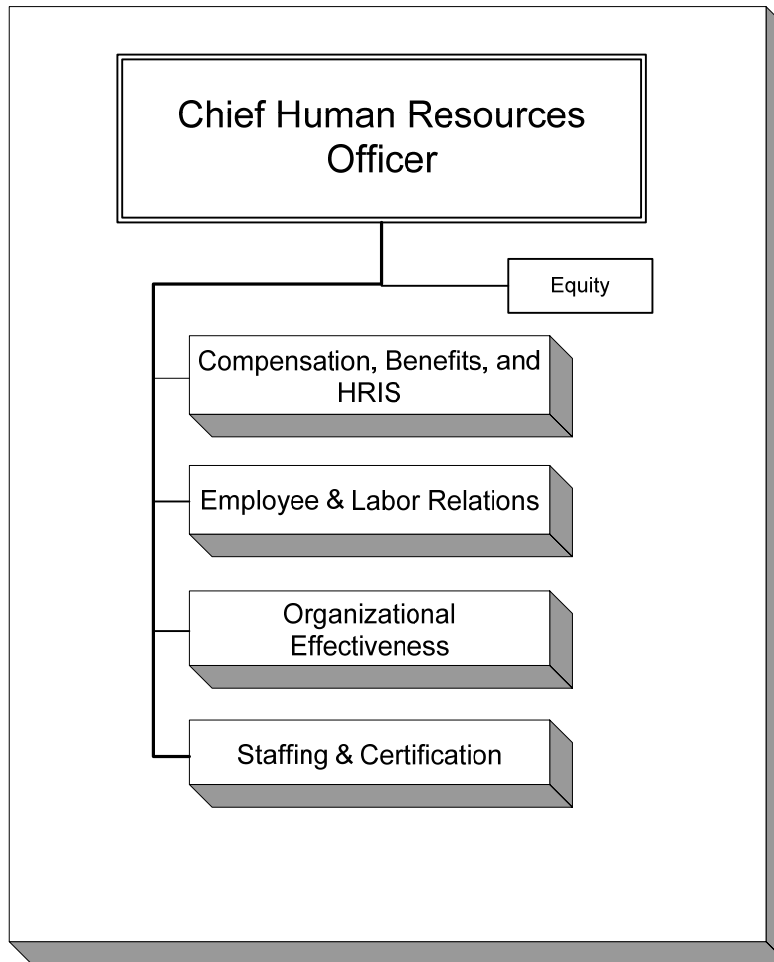 Chief Human Resources
Officer
Equity
Compensation, Benefits, and
HRIS
Employee & Labor Relations
Organizational
Effectiveness
Staffing & Certification